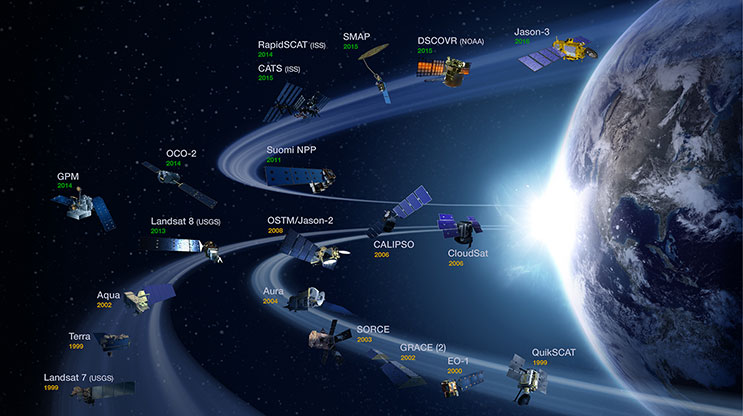 RapidSCAT (ISS)
2014
CATS (ISS)
2015
SMAP
2015
DSCOVR (NOAA)
2015
Jason-3
2016
OCO-2
2014
Suomi NPP
2011
GPM
2014
Landsat 8 (USGS)
2013
OSTM/Jason-2
2008
CALIPSO
2006
CloudSat
2006
Aqua
2002
Aura
2004
Terra
1999
SORCE
2003
GRACE (2)
2002
EO-1
2000
QuikSCAT
1999
Landsat 7 (USGS)
1999